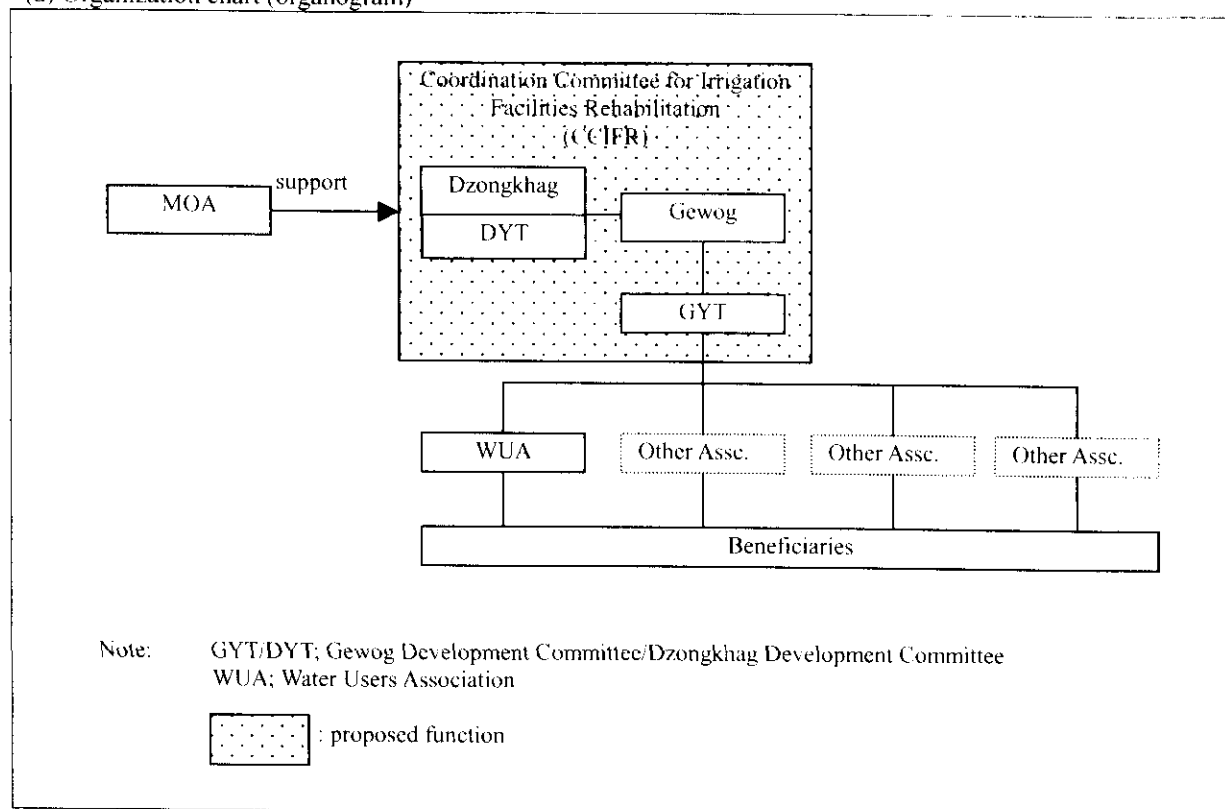 Organization chart (organogram)
Coordination Committee for Irrigation
Facilities Rehabilitation
(CCIFR)
MOA
support
Dzongkhag
DYT
Gewog
GYT
WUA
Other Assc.
Other Assc.
Other Assc.
Beneficiaries
Note: GYT/DYT; Gewog Development Committee/Dzongkhag Development Committee
WUA; Water Users Association
: proposed function